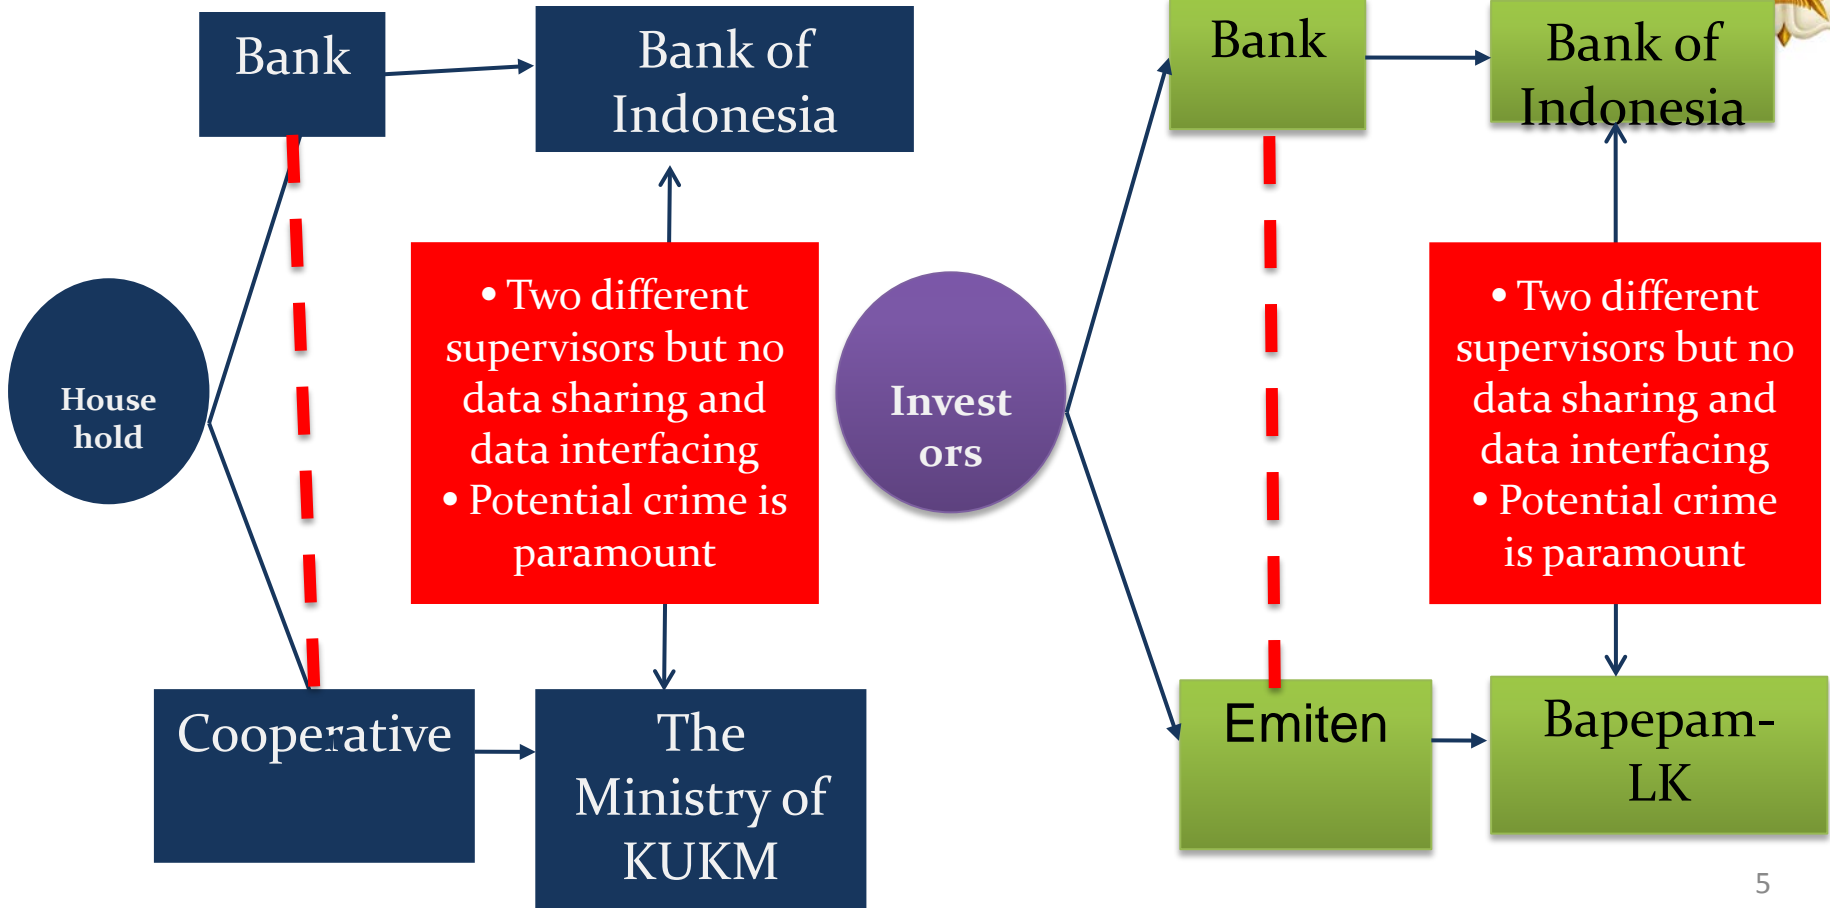 Bank
Bank of
Indonesia
House
hold
• Two different
supervisors but no
data sharing and
data interfacing
• Potential crime is
paramount
Cooperative
The
Ministry of
KUKM
Bank
Bank of
Indonesia
Invest
ors
• Two different
supervisors but no
data sharing and
data interfacing
• Potential crime
is paramount
Emiten
Bapepam-
LK
5